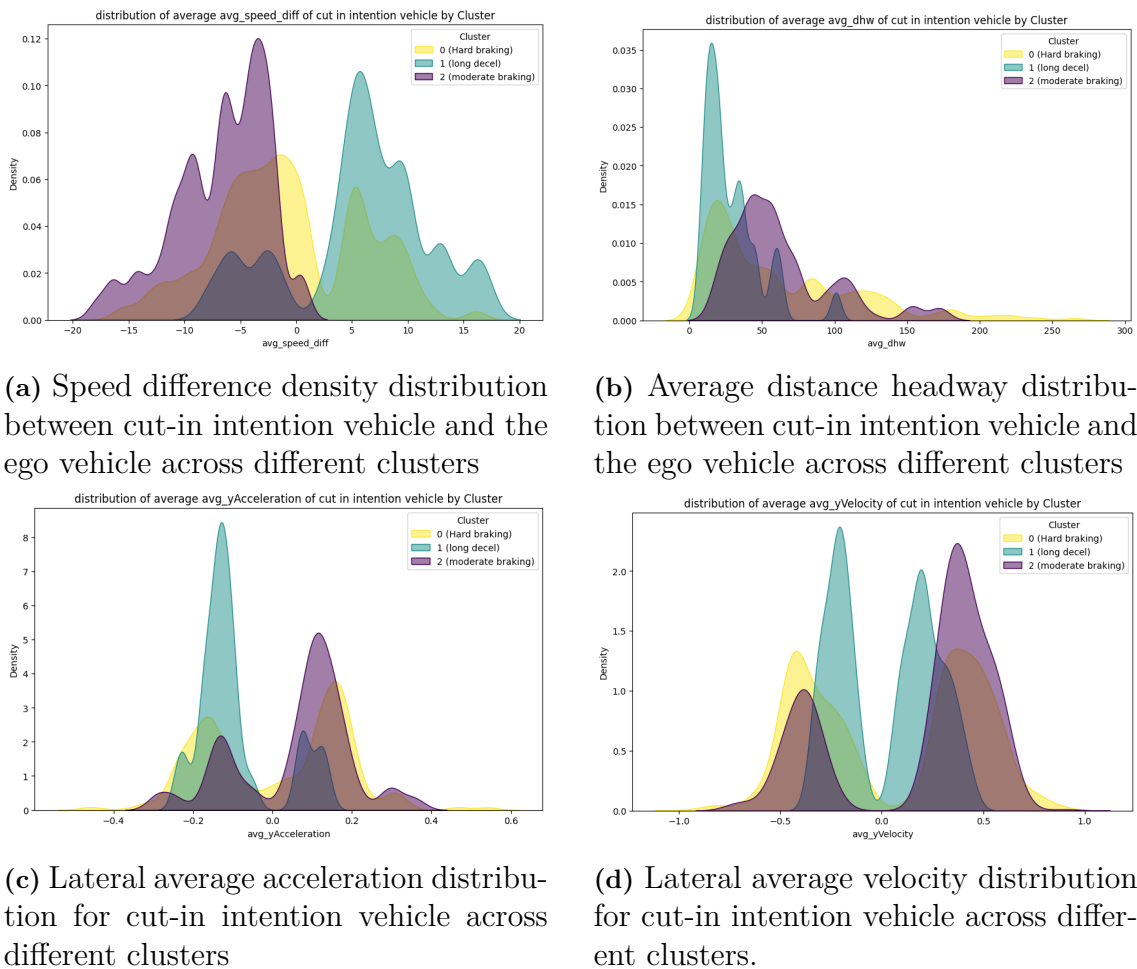 distribution of average avg_speed_diff of cut in intention vehicle by Cluster
Cluster
0 (Hard braking)
1 (long decel)
2 (moderate braking)
0.12
0.10
0.08
0.06
0.04
0.02
0.00
Density
−20
−15
−10
−5
0
5
10
15
20
avg_speed_diff
distribution of average avg_dhw of cut in intention vehicle by Cluster
Cluster
0 (Hard braking)
1 (long decel)
2 (moderate braking)
0.035
0.030
0.025
0.020
0.015
0.010
0.005
0.000
Density
0
50
100
150
200
250
300
avg_dhw
(a) Speed difference density distribution
between cut-in intention vehicle and the
ego vehicle across different clusters
(b) Average distance headway distribu-
tion between cut-in intention vehicle and
the ego vehicle across different clusters
distribution of average avg_yAcceleration of cut in intention vehicle by Cluster
Cluster
0 (Hard braking)
1 (long decel)
2 (moderate braking)
8
7
6
5
4
3
2
1
0
Density
−0.4
−0.2
0.0
0.2
0.4
0.6
avg_yAcceleration
distribution of average avg_yVelocity of cut in intention vehicle by Cluster
Cluster
0 (Hard braking)
1 (long decel)
2 (moderate braking)
2.0
1.5
1.0
0.5
0.0
Density
−1.0
−0.5
0.0
0.5
1.0
avg_yVelocity
(c) Lateral average acceleration distribu-
tion for cut-in intention vehicle across
different clusters
(d) Lateral average velocity distribution
for cut-in intention vehicle across differ-
ent clusters.